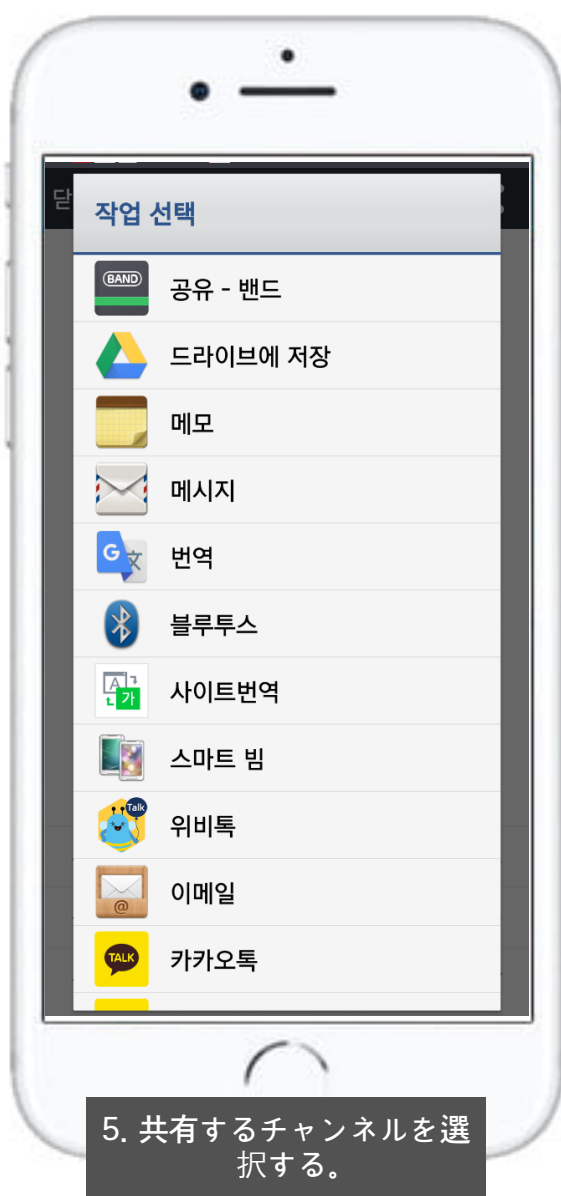 닫
작업 선택
BAND
공유 - 밴드
드라이브에 저장
메모
메시지
G 文
번역
블루투스
A 가
사이트번역
스마트 빔
Talk
위비톡
@
이메일
TALK
카카오톡
5. 共有するチャンネルを選
択する。